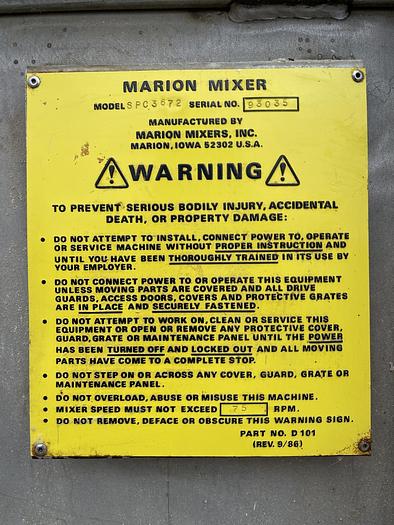 MARION MIXER
MODEL SPC3672 SERIAL NO. 93035
MANUFACTURED BY
MARION MIXERS, INC.
MARION, IOWA 52302 U.S.A.
WARNING
TO PREVENT SERIOUS BODILY INJURY, ACCIDENTAL
DEATH, OR PROPERTY DAMAGE:
• DO NOT ATTEMPT TO INSTALL, CONNECT POWER TO, OPERATE
OR SERVICE MACHINE WITHOUT PROPER INSTRUCTION AND
UNTIL YOU HAVE BEEN THOROUGHLY TRAINED IN ITS USE BY
YOUR EMPLOYER.
• DO NOT CONNECT POWER TO OR OPERATE THIS EQUIPMENT
UNLESS MOVING PARTS ARE COVERED AND ALL DRIVE
GUARDS, ACCESS DOORS, COVERS AND PROTECTIVE GRATES
ARE IN PLACE AND SECURELY FASTENED.
• DO NOT ATTEMPT TO WORK ON, CLEAN OR SERVICE THIS
EQUIPMENT OR OPEN OR REMOVE ANY PROTECTIVE COVER,
GUARD, GRATE OR MAINTENANCE PANEL UNTIL THE POWER
HAS BEEN TURNED OFF AND LOCKED OUT AND ALL MOVING
PARTS HAVE COME TO A COMPLETE STOP.
• DO NOT STEP ON OR ACROSS ANY COVER, GUARD, GRATE OR
MAINTENANCE PANEL.
• DO NOT OVERLOAD, ABUSE OR MISUSE THIS MACHINE.
• MIXER SPEED MUST NOT EXCEED 75 RPM.
• DO NOT REMOVE, DEFACE OR OBSCURE THIS WARNING SIGN.
PART NO. D101
(REV. 9/86)